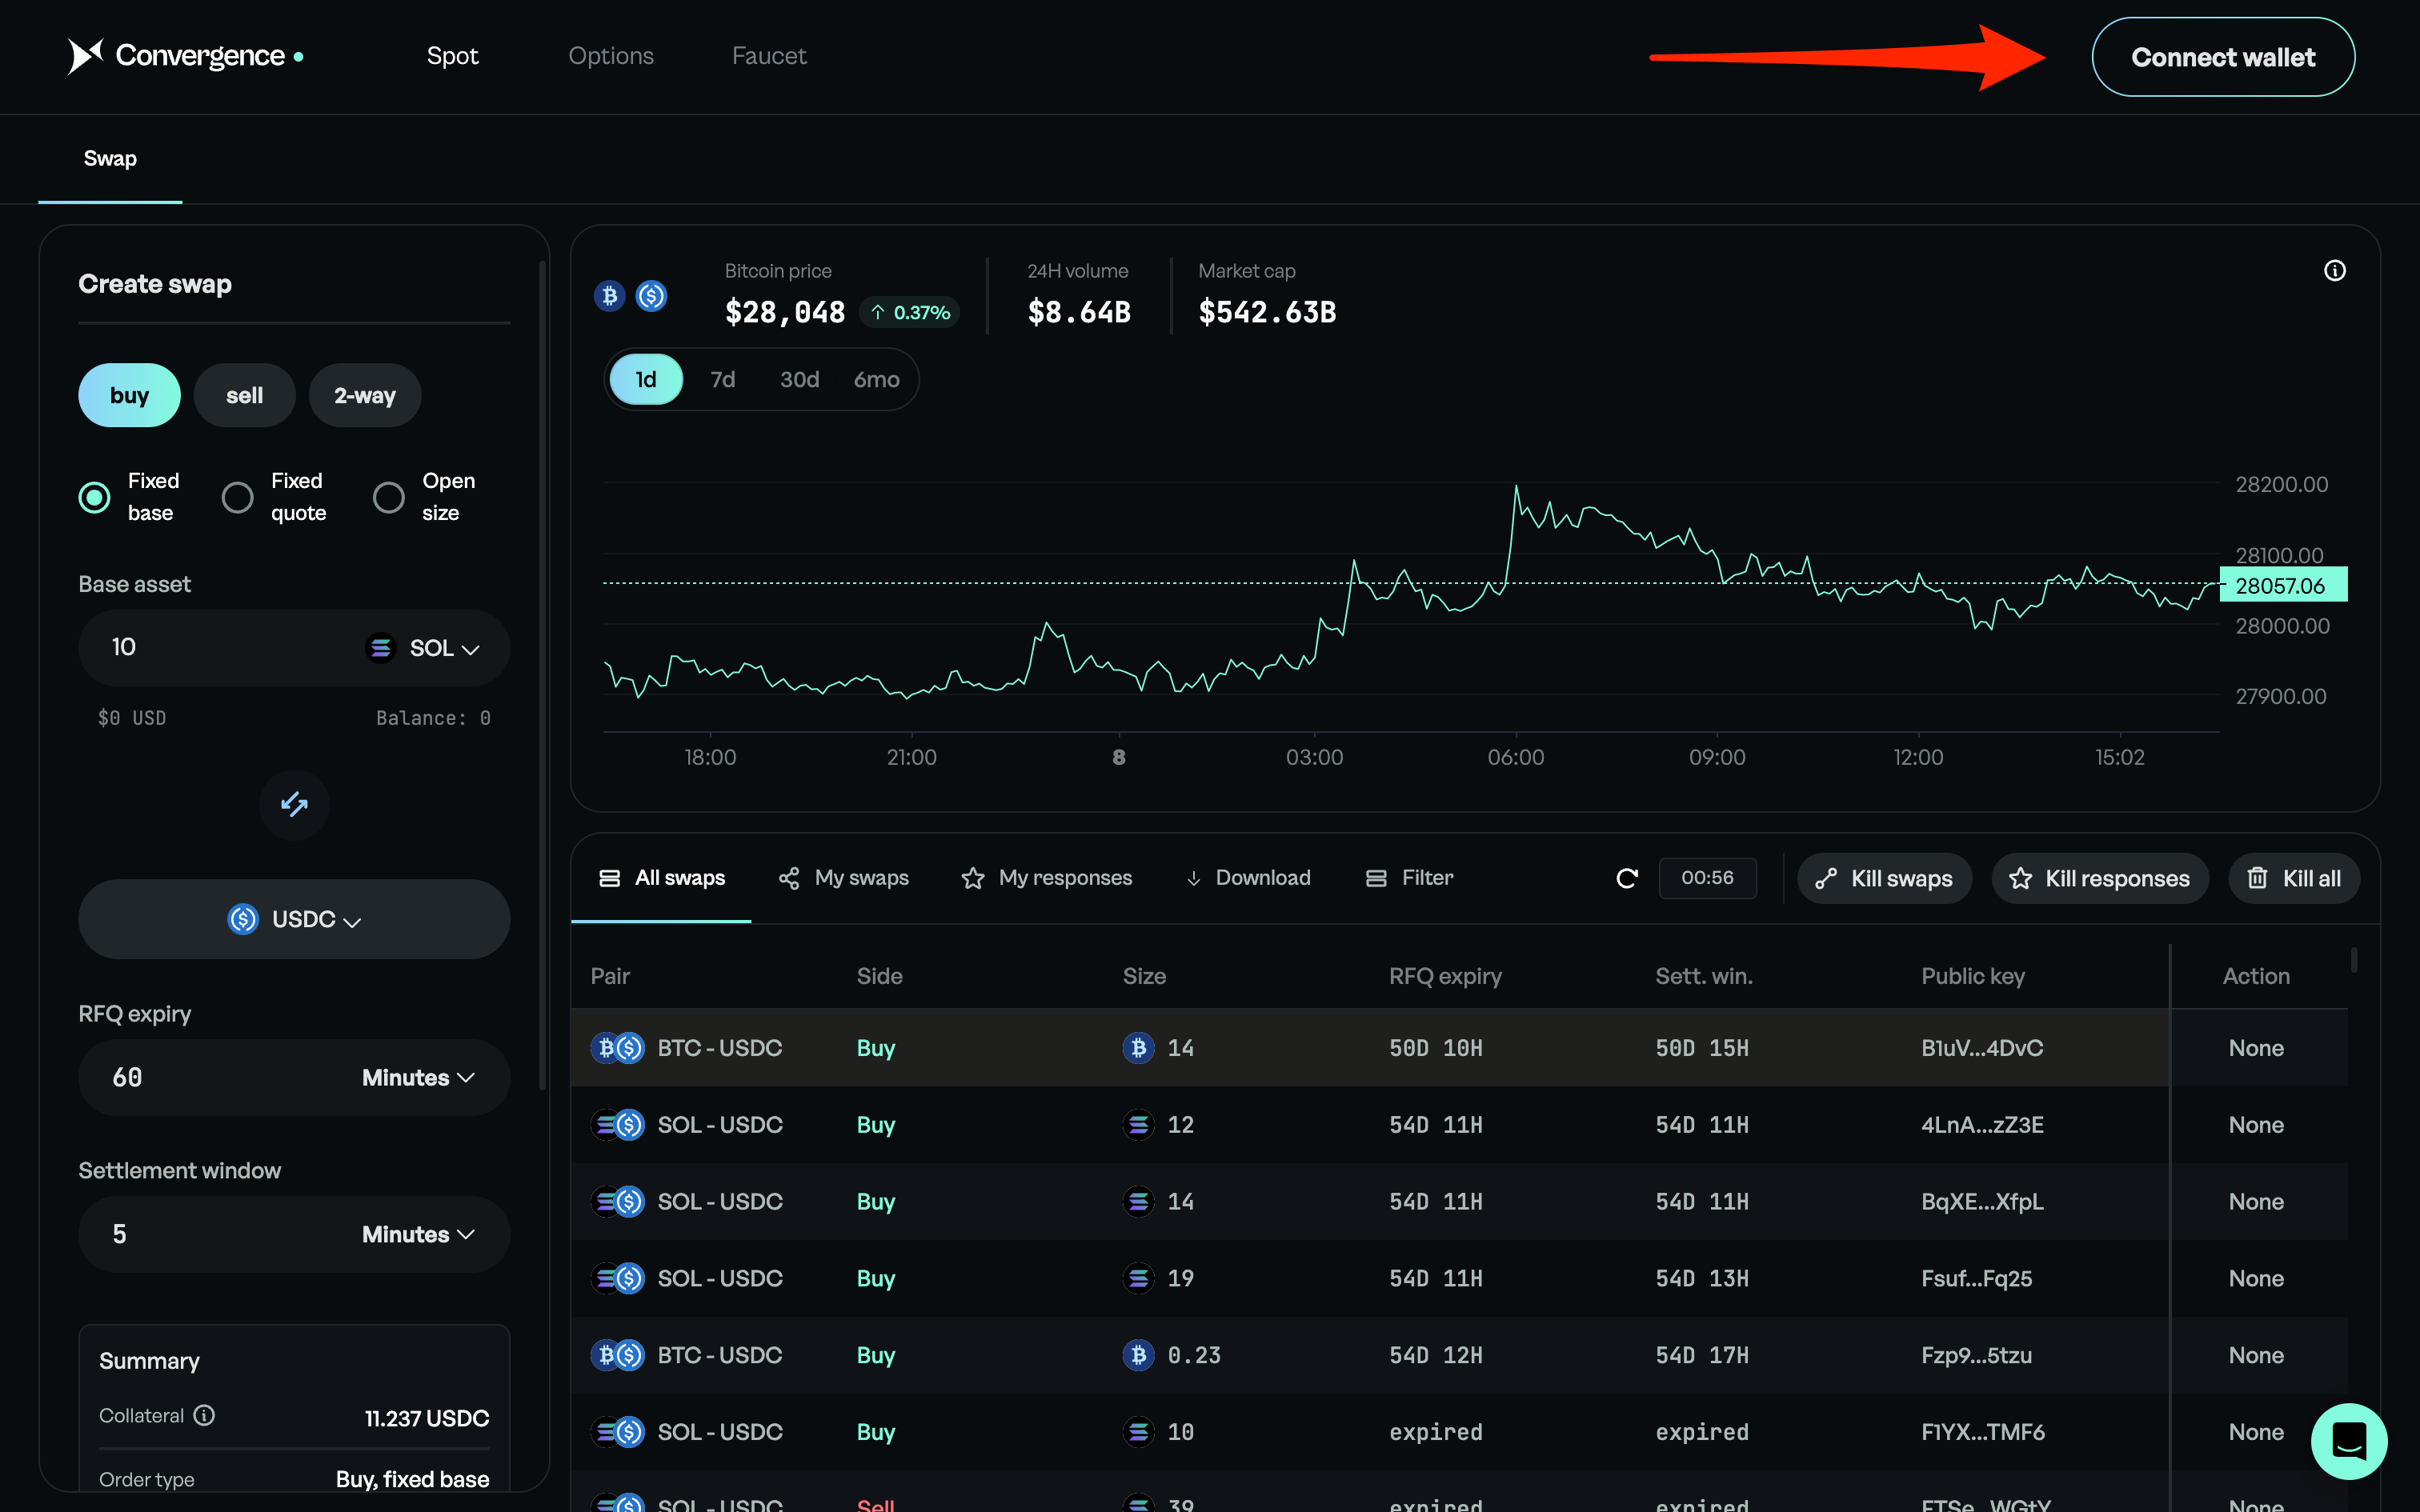 Convergence
Spot
Options
Faucet
Connect wallet
Swap
Create swap
buy
sell
2-way
Fixed base
Fixed quote
Open size
Base asset
10
SOL
$0 USD
Balance: 0
USDC
RFQ expiry
60
Minutes
Settlement window
5
Minutes
Summary
Collateral
11.237 USDC
Order type
Buy, fixed base
Bitcoin price
$28,048
0.37%
24H volume
$8.64B
Market cap
$542.63B
1d
7d
30d
6mo
28200.00
28100.00
28057.06
28000.00
27900.00
18:00
21:00
8
03:00
06:00
09:00
12:00
15:02
All swaps
My swaps
My responses
Download
Filter
00:56
Kill swaps
Kill responses
Kill all
Pair Side Size RFQ expiry Sett. win. Public key Action
BTC - USDC Buy 14 50D 10H 50D 15H B1uV...4DvC None
SOL - USDC Buy 12 54D 11H 54D 11H 4LnA...zZ3E None
SOL - USDC Buy 14 54D 11H 54D 11H BqXE...XfpL None
SOL - USDC Buy 19 54D 11H 54D 13H Fsuf...Fq25 None
BTC - USDC Buy 0.23 54D 12H 54D 17H Fzp9...5tzu None
SOL - USDC Buy 10 expired expired F1YX...TMF6 None
SOL - USDC Sell 39 expired expired None